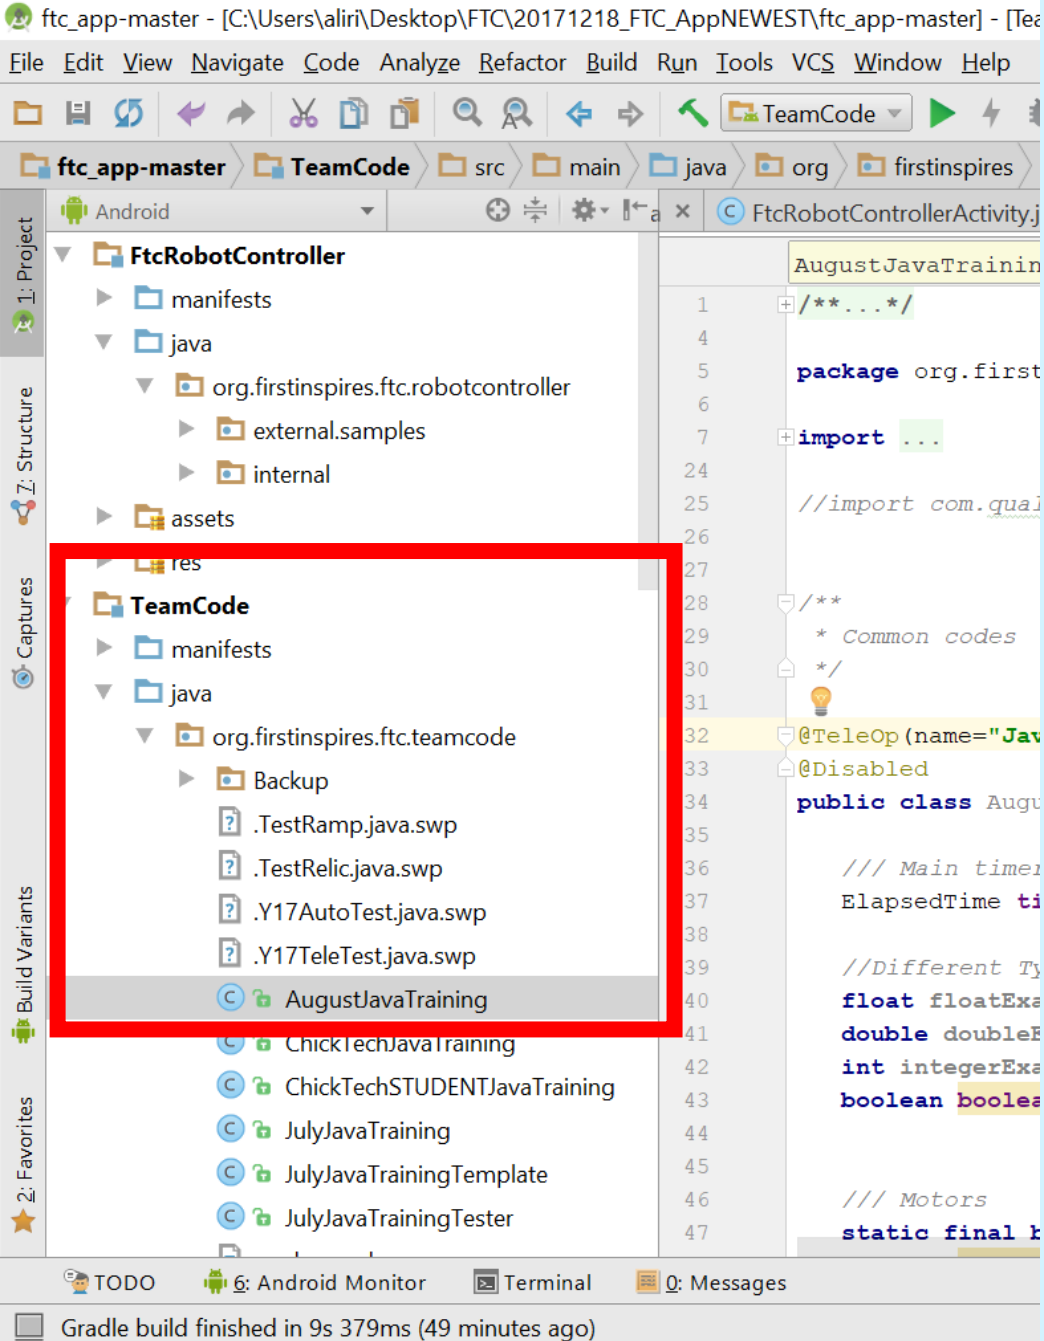 ftc_app-master - [C:\Users\aliri\Desktop\FTC\20171218_FTC_AppNEWEST\ftc_app-master] - [Tea
File Edit View Navigate Code Analyze Refactor Build Run Tools VCS Window Help
TeamCode
ftc_app-master TeamCode src main java org firstinspires
Android
FtcRobotControllerActivity.j
1: Project
7: Structure
Captures
Build Variants
2: Favorites
FtcRobotController
manifests
java
org.firstinspires.ftc.robotcontroller
external.samples
internal
assets
res
TeamCode
manifests
java
org.firstinspires.ftc.teamcode
Backup
.TestRamp.java.swp
.TestRelic.java.swp
.Y17AutoTest.java.swp
.Y17TeleTest.java.swp
AugustJavaTraining
ChickTechJavaTraining
ChickTechSTUDENTJavaTraining
JulyJavaTraining
JulyJavaTrainingTemplate
JulyJavaTrainingTester
AugustJavaTrainin
1 /**...*/
4
5 package org.first
6
7 import ...
24
25 //import com.qual
26
27
28 /**
29 * Common codes
30 */
31
32 @TeleOp(name="Jav
33 @Disabled
34 public class Augu
35
36 /// Main timer
37 ElapsedTime ti
38
39 //Different Ty
40 float floatExa
41 double doubleE
42 int integerExa
43 boolean boolea
44
45
46 /// Motors
47 static final b
TODO 6: Android Monitor Terminal 0: Messages
Gradle build finished in 9s 379ms (49 minutes ago)